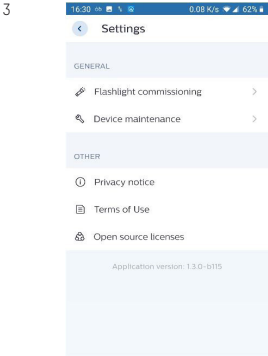 3
16:30 0.08 K/s 62%
Settings
GENERAL
Flashlight commissioning
Device maintenance
OTHER
Privacy notice
Terms of Use
Open source licenses
Application version: 1.3.0-b115